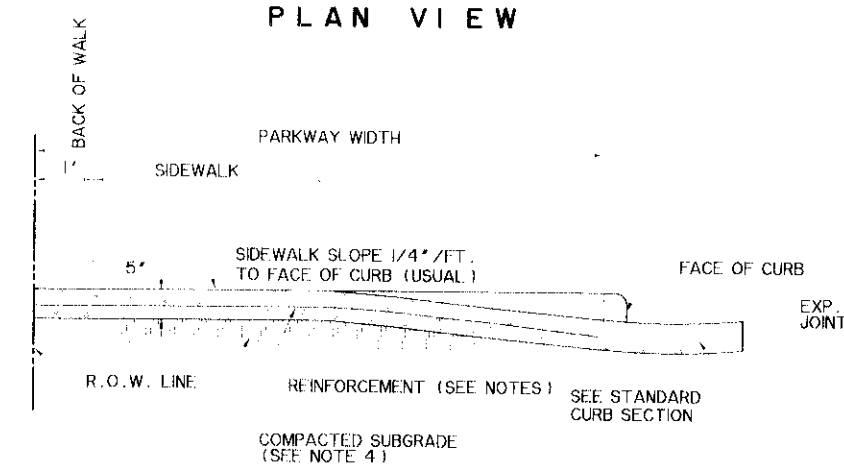 PLAN VIEW
BACK OF WALK
PARKWAY WIDTH
1'
SIDEWALK
5"
SIDEWALK SLOPE 1/4"/FT.
TO FACE OF CURB (USUAL)
FACE OF CURB
EXP.
JOINT
R.O.W. LINE
REINFORCEMENT (SEE NOTES)
SEE STANDARD
CURB SECTION
COMPACTED SUBGRADE
(SEE NOTE 4)